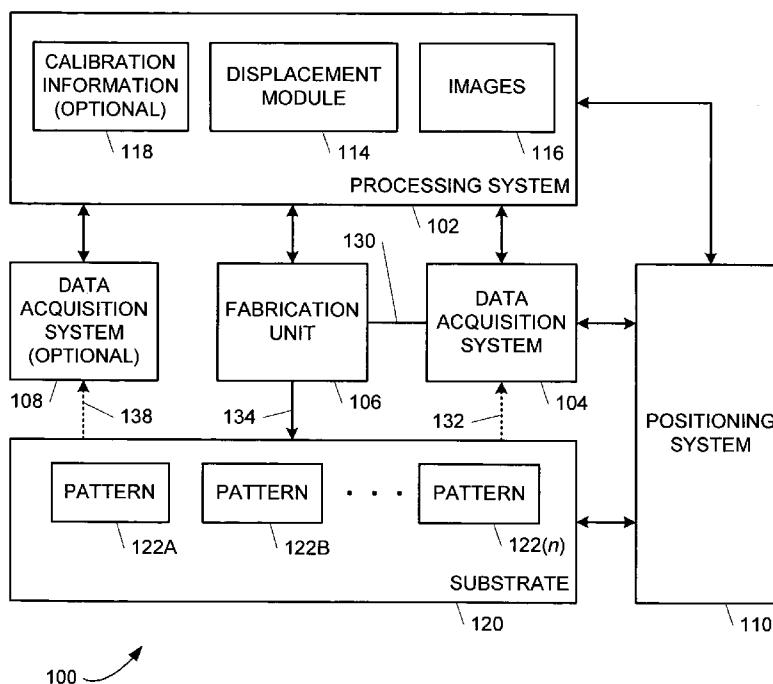 CALIBRATION
INFORMATION
(OPTIONAL)
118
DISPLACEMENT
MODULE
114
IMAGES
116
PROCESSING SYSTEM
102
130
DATA
ACQUISITION
SYSTEM
(OPTIONAL)
108
138
FABRICATION
UNIT
134
106
DATA
ACQUISITION
SYSTEM
132
104
POSITIONING
SYSTEM
110
PATTERN
122A
PATTERN
122B
. . .
PATTERN
122(n)
SUBSTRATE
120
100